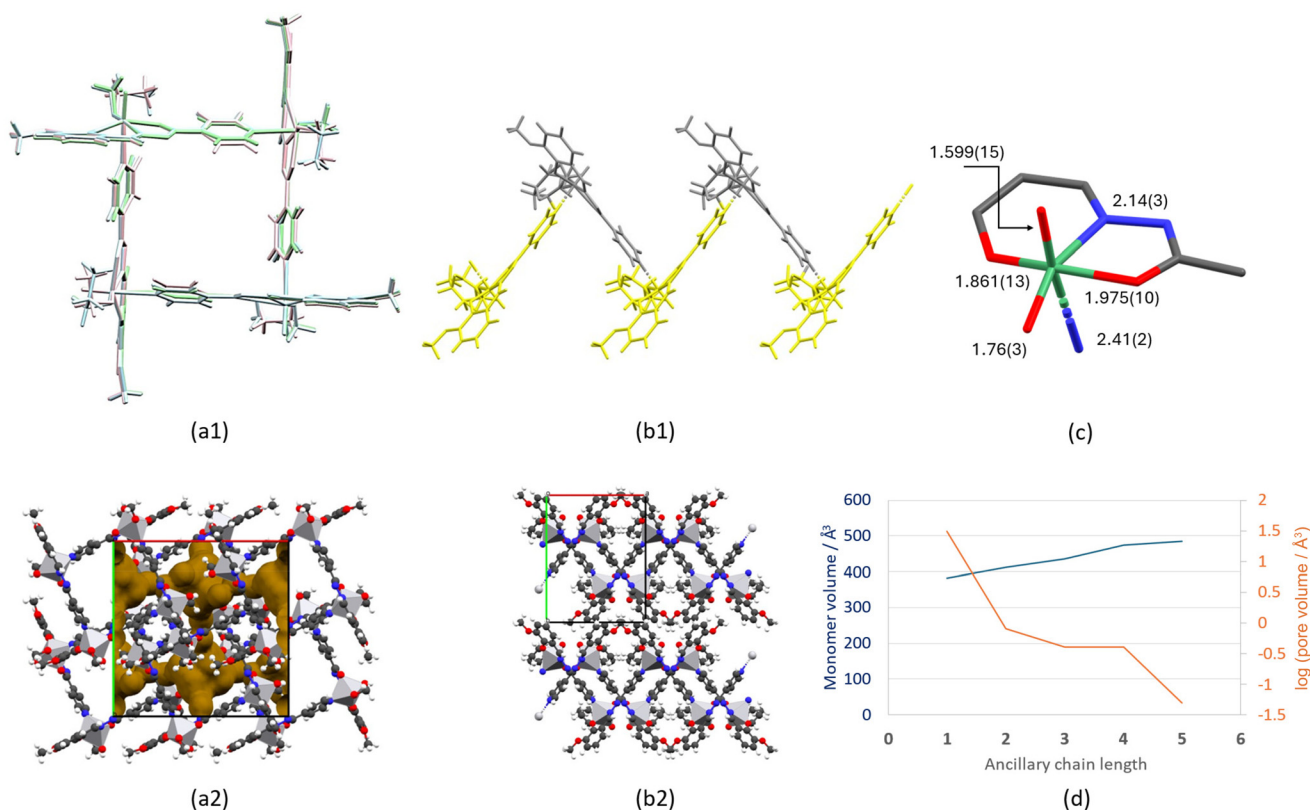 (a1)
(b1)
1.599(15)
2.14(3)
1.861(13)
1.975(10)
1.76(3)
2.41(2)
(c)
(a2)
(b2)
Monomer volume / Å³
600
500
400
300
200
100
0
log (pore volume / Å³)
2
1.5
1
0.5
0
-0.5
-1
-1.5
0 1 2 3 4 5 6
Ancillary chain length
(d)